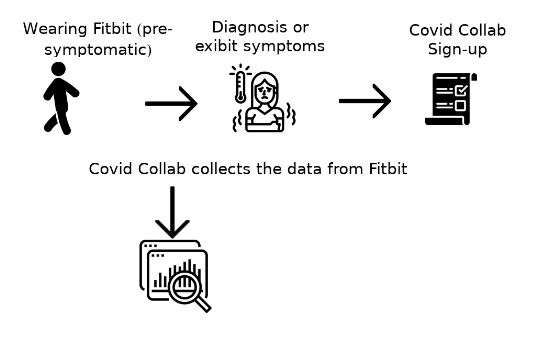 Wearing Fitbit (pre-
symptomatic)
Diagnosis or
exibit symptoms
Covid Collab
Sign-up
Covid Collab collects the data from Fitbit